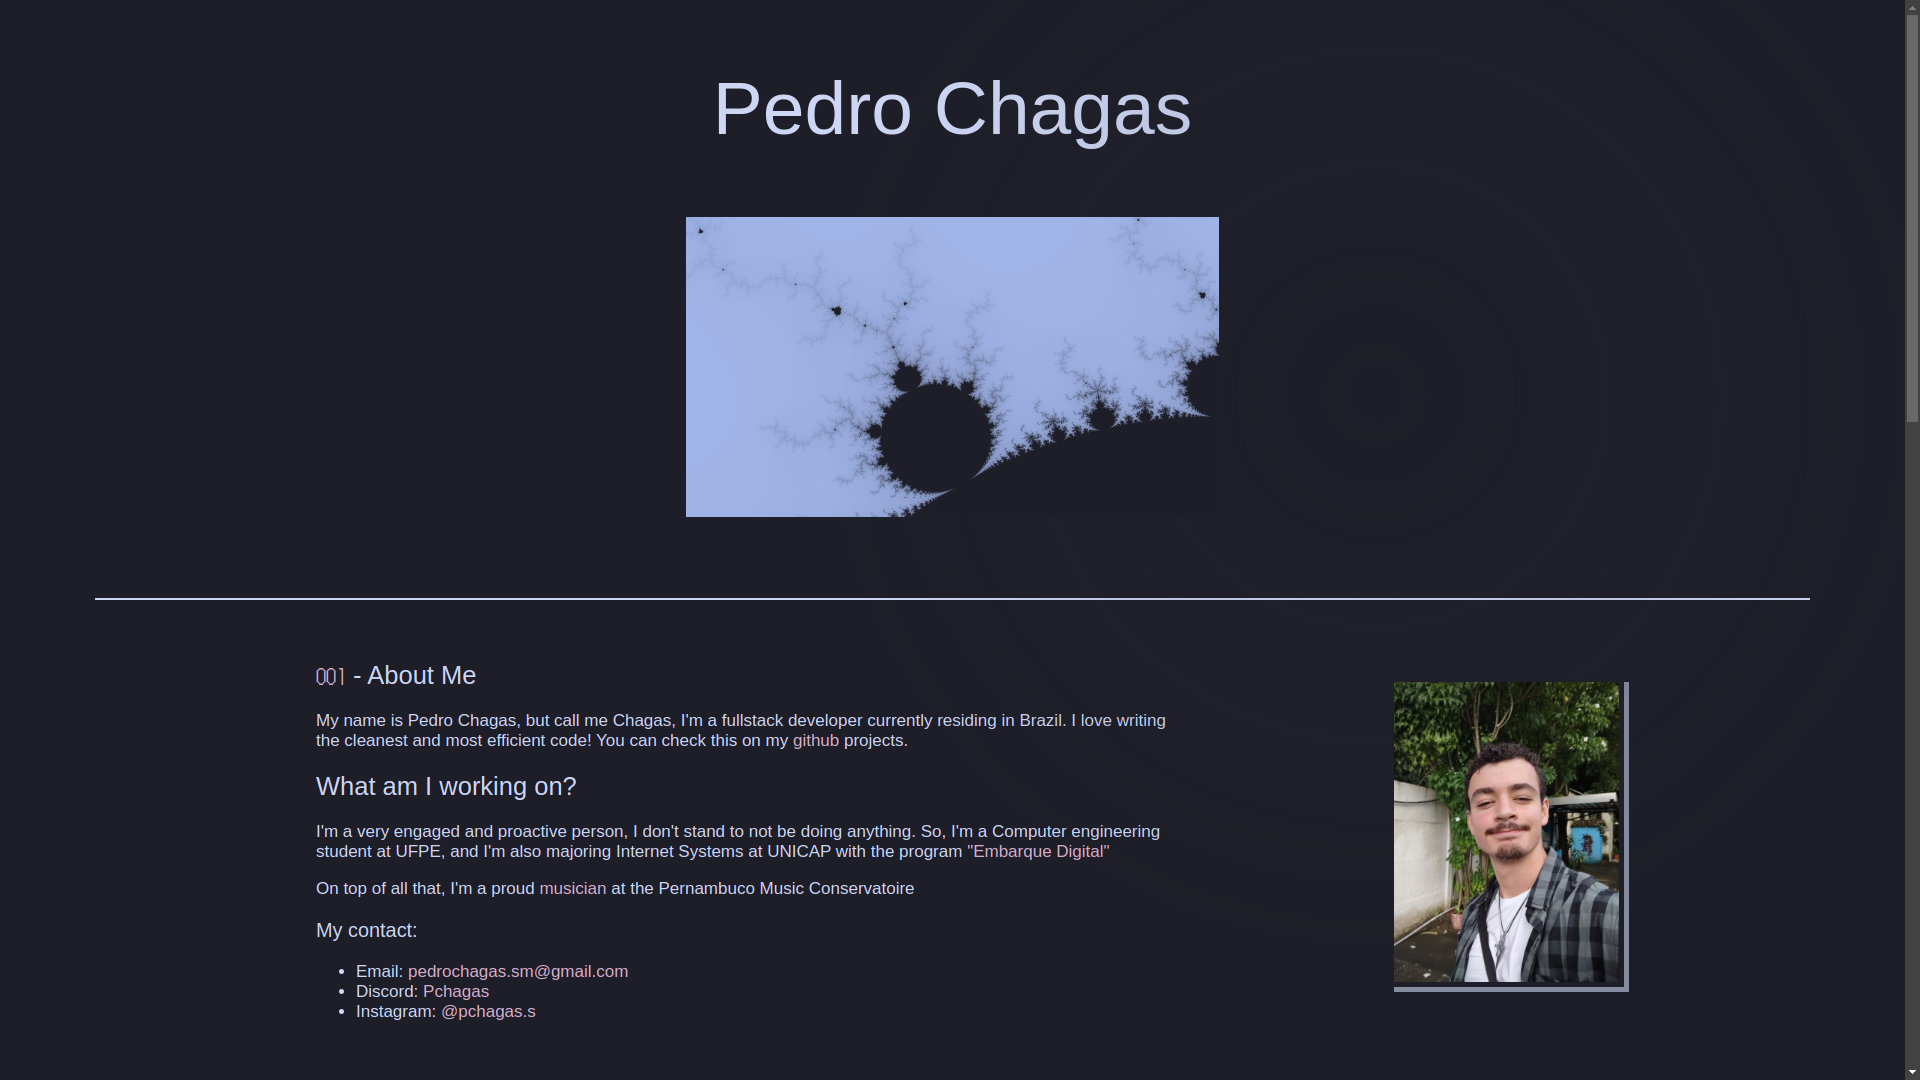 Pedro Chagas
001 - About Me
My name is Pedro Chagas, but call me Chagas, I'm a fullstack developer currently residing in Brazil. I love writing
the cleanest and most efficient code! You can check this on my github projects.
What am I working on?
I'm a very engaged and proactive person, I don't stand to not be doing anything. So, I'm a Computer engineering
student at UFPE, and I'm also majoring Internet Systems at UNICAP with the program "Embarque Digital"
On top of all that, I'm a proud musician at the Pernambuco Music Conservatoire
My contact:
• Email: pedrochagas.sm@gmail.com
• Discord: Pchagas
• Instagram: @pchagas.s